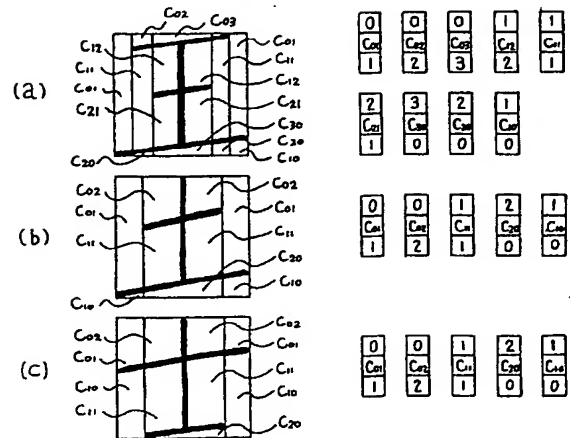 C02
C03
C12
C11
C01
C21
C20
C01
C11
C12
C21
C30
C20
C10
(a)
0 0 0 1 1
C01 C02 C03 C12 C11
1 2 3 2 1
2 3 2 1
C21 C30 C20 C10
1 0 0 0
C02
C01
C11
C10
C02
C01
C11
C20
C10
(b)
0 0 1 2 1
C01 C02 C11 C20 C10
1 2 1 0 0
C02
C01
C10
C11
C02
C01
C11
C10
C20
(c)
0 0 1 2 1
C01 C02 C11 C20 C10
1 2 1 0 0